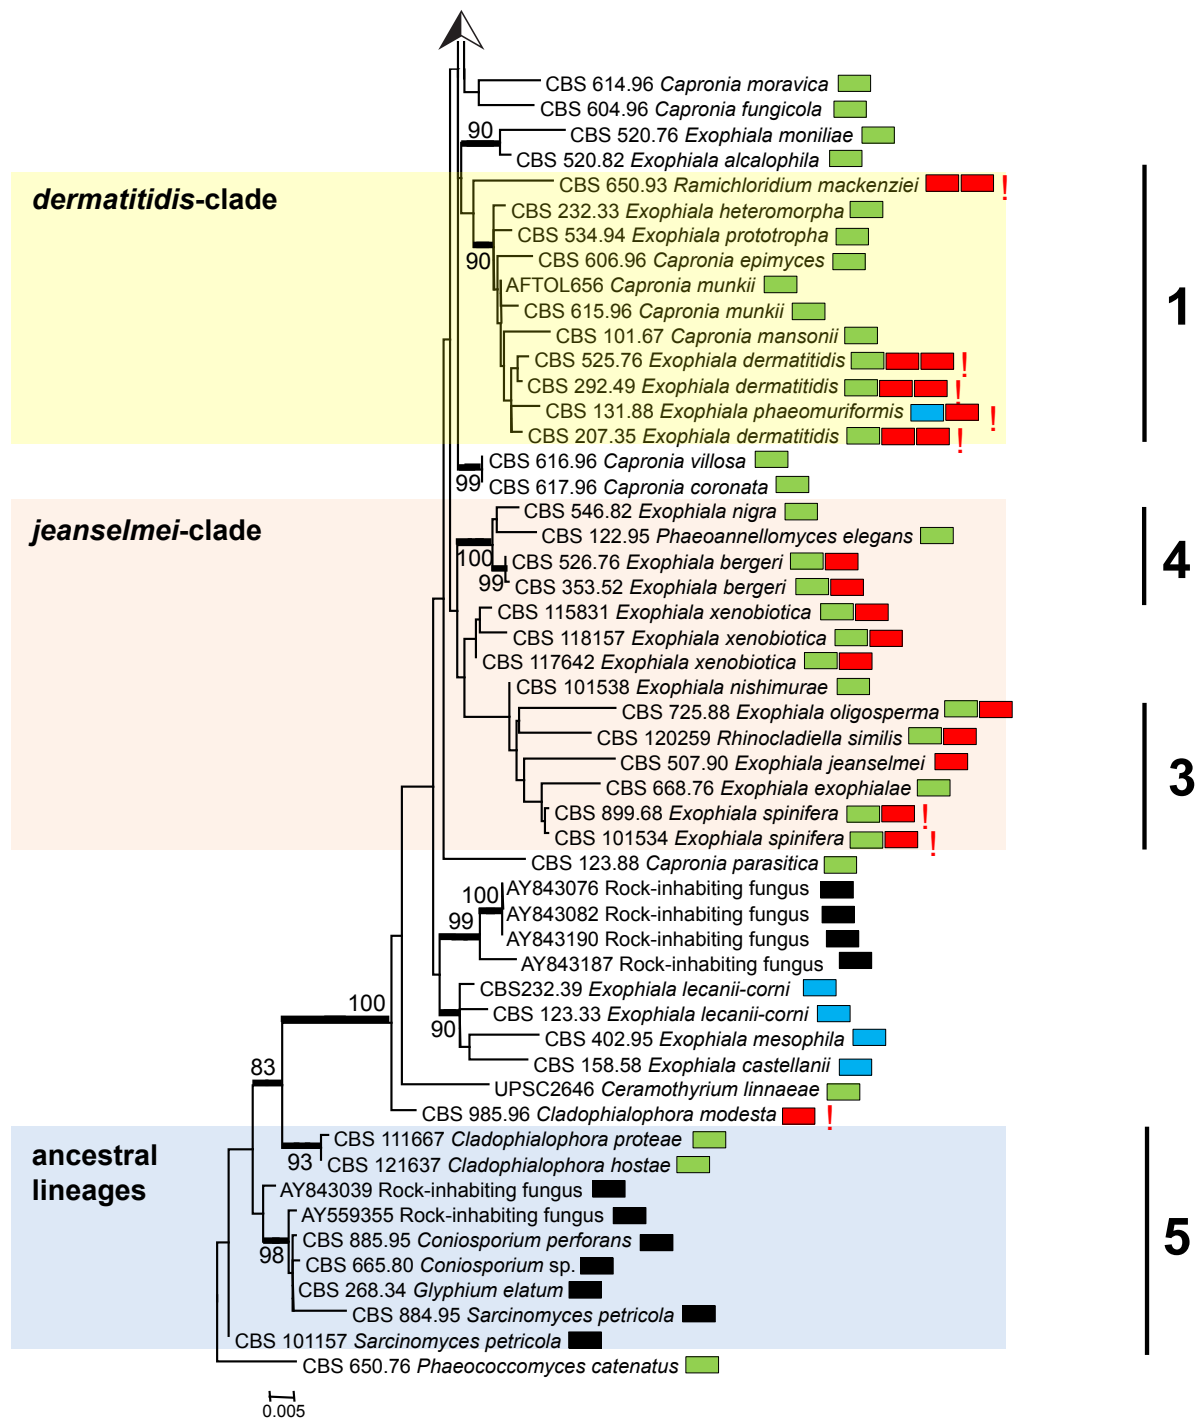 CBS 614.96 Capronia moravica
CBS 604.96 Capronia fungicola
90
CBS 520.76 Exophiala moniliae
CBS 520.82 Exophiala alcalophila
dermatitidis-clade
CBS 650.93 Ramichloridium mackenziei !
CBS 232.33 Exophiala heteromorpha
CBS 534.94 Exophiala prototropha
90
CBS 606.96 Capronia epimyces
AFTOL656 Capronia munkii
1
CBS 615.96 Capronia munkii
CBS 101.67 Capronia mansonii
CBS 525.76 Exophiala dermatitidis !
CBS 292.49 Exophiala dermatitidis !
CBS 131.88 Exophiala phaeomuriformis !
CBS 207.35 Exophiala dermatitidis !
CBS 616.96 Capronia villosa
99
CBS 617.96 Capronia coronata
jeanselmei-clade
CBS 546.82 Exophiala nigra
CBS 122.95 Phaeoannellomyces elegans
100
4
CBS 526.76 Exophiala bergeri
99
CBS 353.52 Exophiala bergeri
CBS 115831 Exophiala xenobiotica
CBS 118157 Exophiala xenobiotica
CBS 117642 Exophiala xenobiotica
CBS 101538 Exophiala nishimurae
CBS 725.88 Exophiala oligosperma
CBS 120259 Rhinocladiella similis
CBS 507.90 Exophiala jeanselmei
3
CBS 668.76 Exophiala exophialae
CBS 899.68 Exophiala spinifera !
CBS 101534 Exophiala spinifera !
CBS 123.88 Capronia parasitica
100
AY843076 Rock-inhabiting fungus
AY843082 Rock-inhabiting fungus
99
AY843190 Rock-inhabiting fungus
AY843187 Rock-inhabiting fungus
CBS232.39 Exophiala lecanii-corni
100
CBS 123.33 Exophiala lecanii-corni
90
CBS 402.95 Exophiala mesophila
CBS 158.58 Exophiala castellanii
83
UPSC2646 Ceramothyrium linnaeae
CBS 985.96 Cladophialophora modesta !
ancestral
lineages
CBS 111667 Cladophialophora proteae
93
CBS 121637 Cladophialophora hostae
AY843039 Rock-inhabiting fungus
AY559355 Rock-inhabiting fungus
5
CBS 885.95 Coniosporium perforans
98
CBS 665.80 Coniosporium sp.
CBS 268.34 Glyphium elatum
CBS 884.95 Sarcinomyces petricola
CBS 101157 Sarcinomyces petricola
CBS 650.76 Phaeococcomyces catenatus
0.005